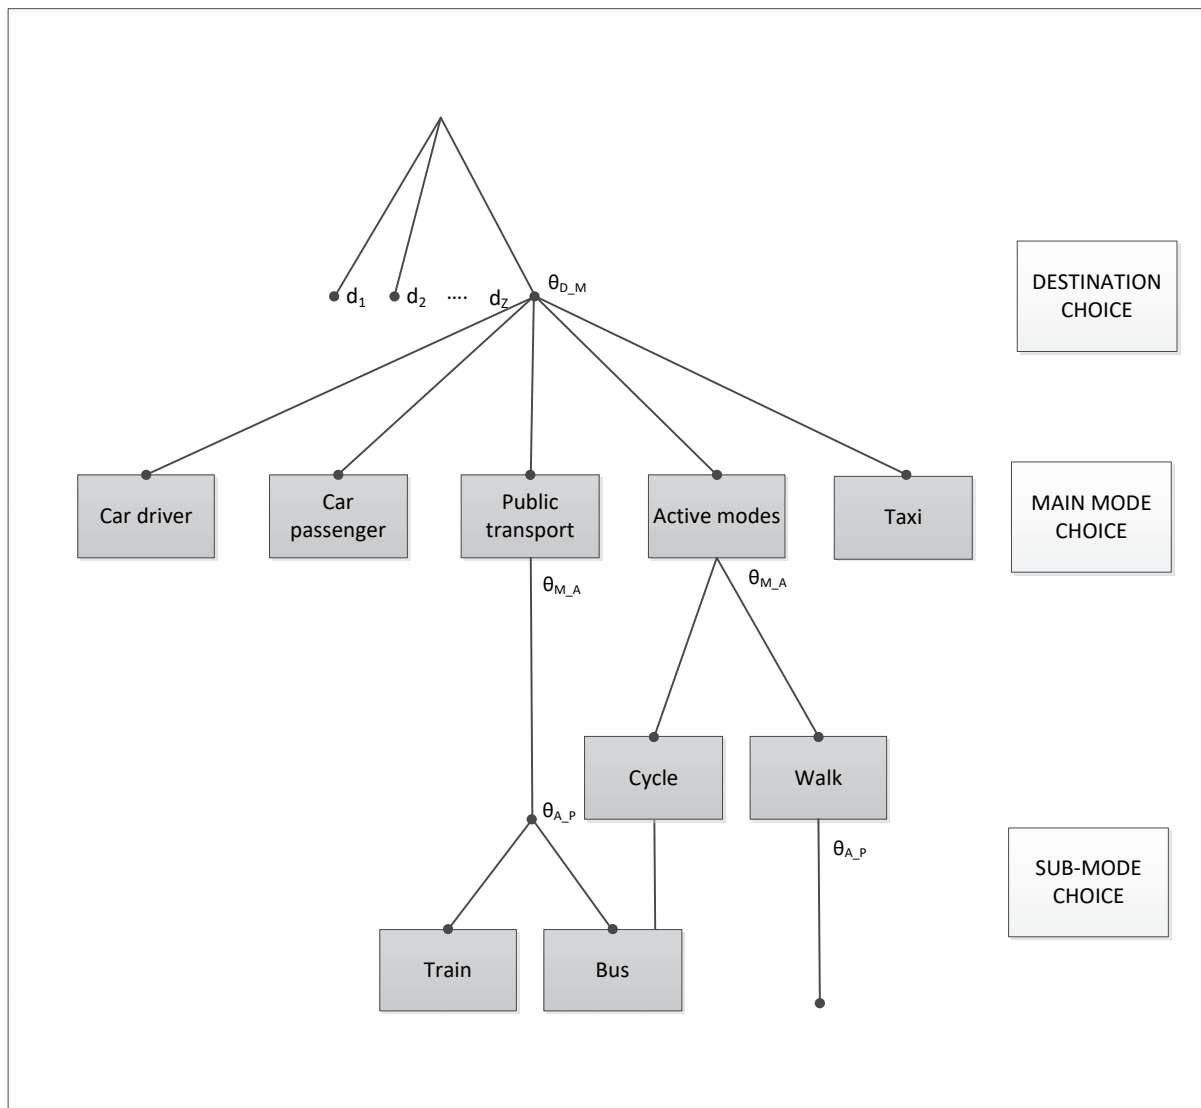 θD_M
d1 d2 .... dZ
DESTINATION
CHOICE
Car driver
Car
passenger
Public
transport
Active modes
Taxi
MAIN MODE
CHOICE
θM_A
θM_A
Cycle
Walk
θA_P
θA_P
SUB-MODE
CHOICE
Train
Bus